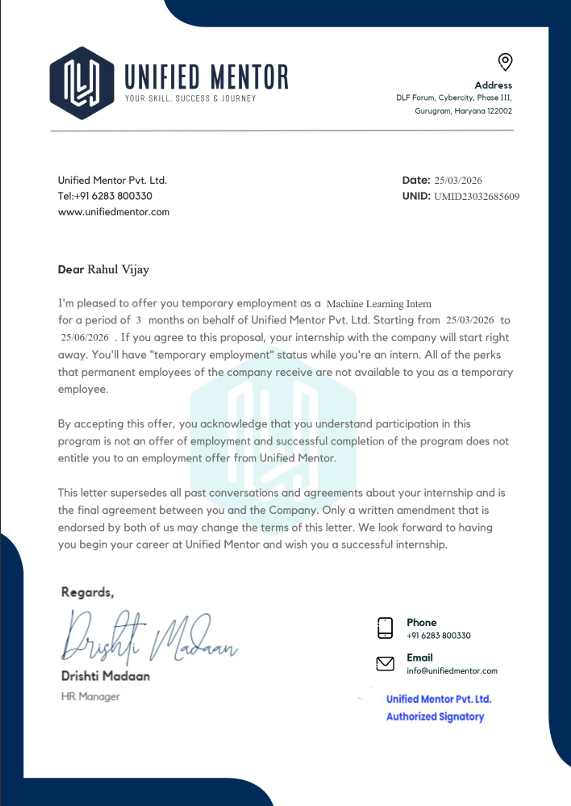 UNIFIED MENTOR
YOUR SKILL, SUCCESS & JOURNEY
Address
DLF Forum, Cybercity, Phase III,
Gurugram, Haryana 122002
Unified Mentor Pvt. Ltd.
Tel:+91 6283 800330
www.unifiedmentor.com
Date: 25/03/2026
UNID: UMID23032685609
Dear Rahul Vijay
I'm pleased to offer you temporary employment as a Machine Learning Intern
for a period of 3 months on behalf of Unified Mentor Pvt. Ltd. Starting from 25/03/2026 to
25/06/2026 . If you agree to this proposal, your internship with the company will start right
away. You'll have "temporary employment" status while you're an intern. All of the perks
that permanent employees of the company receive are not available to you as a temporary
employee.
By accepting this offer, you acknowledge that you understand participation in this
program is not an offer of employment and successful completion of the program does not
entitle you to an employment offer from Unified Mentor.
This letter supersedes all past conversations and agreements about your internship and is
the final agreement between you and the Company. Only a written amendment that is
endorsed by both of us may change the terms of this letter. We look forward to having
you begin your career at Unified Mentor and wish you a successful internship.
Regards,
Drishti Madaan
Drishti Madaan
HR Manager
Phone
+91 6283 800330
Email
info@unifiedmentor.com
Unified Mentor Pvt. Ltd.
Authorized Signatory